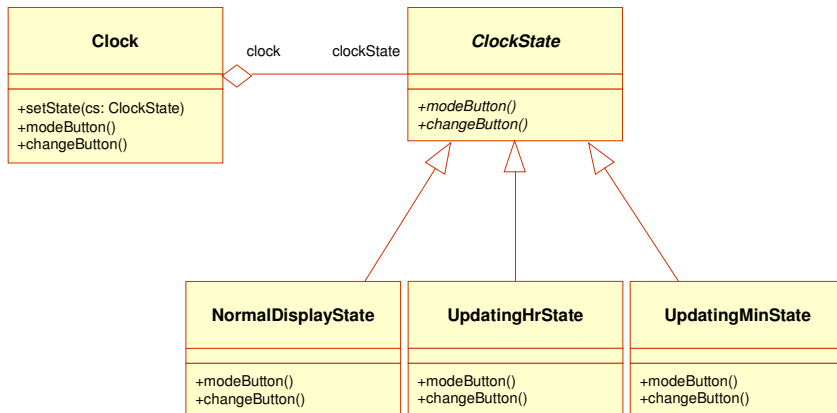 Clock
+setState(cs: ClockState)
+modeButton()
+changeButton()
clock
clockState
ClockState
+modeButton()
+changeButton()
NormalDisplayState
+modeButton()
+changeButton()
UpdatingHrState
+modeButton()
+changeButton()
UpdatingMinState
+modeButton()
+changeButton()